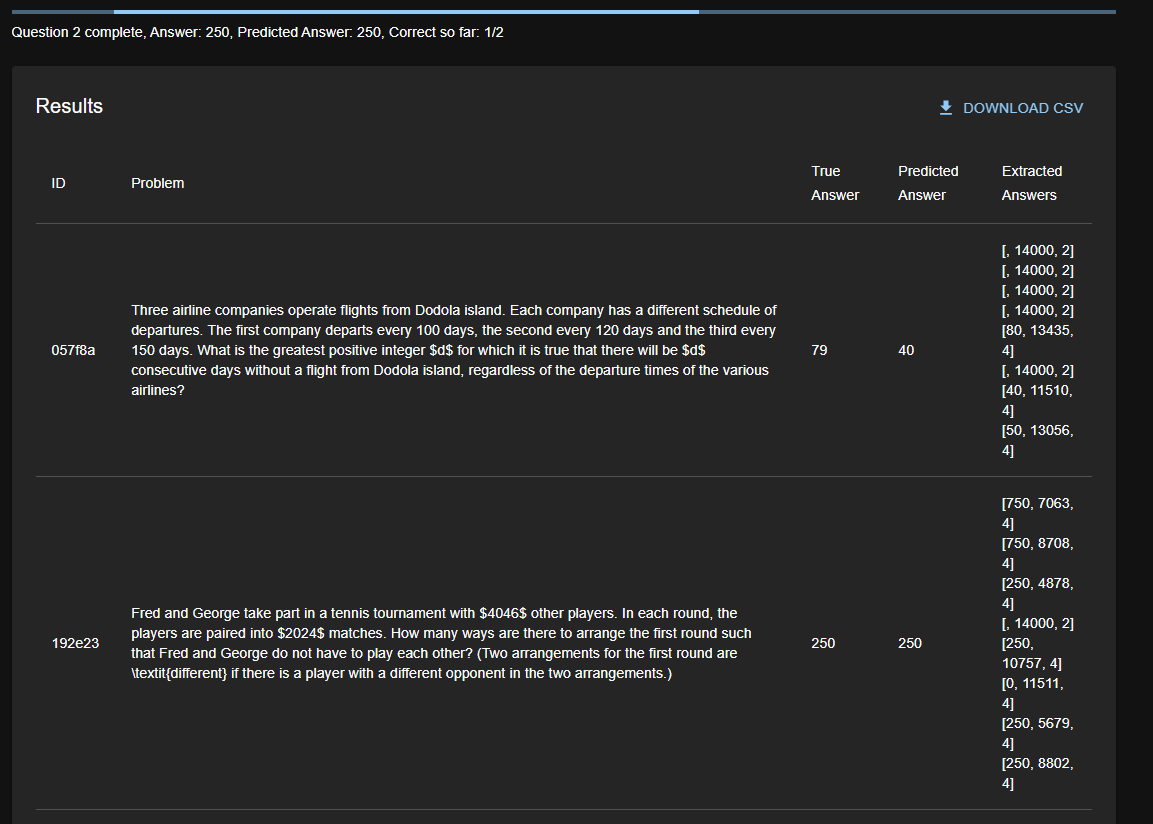 Question 2 complete, Answer: 250, Predicted Answer: 250, Correct so far: 1/2
Results
DOWNLOAD CSV
ID
Problem
True
Answer
Predicted
Answer
Extracted
Answers
057f8a
Three airline companies operate flights from Dodola island. Each company has a different schedule of
departures. The first company departs every 100 days, the second every 120 days and the third every
150 days. What is the greatest positive integer $d$ for which it is true that there will be $d$
consecutive days without a flight from Dodola island, regardless of the departure times of the various
airlines?
79
40
[, 14000, 2]
[, 14000, 2]
[, 14000, 2]
[, 14000, 2]
[80, 13435,
4]
[, 14000, 2]
[40, 11510,
4]
[50, 13056,
4]
192e23
Fred and George take part in a tennis tournament with $4046$ other players. In each round, the
players are paired into $2024$ matches. How many ways are there to arrange the first round such
that Fred and George do not have to play each other? (Two arrangements for the first round are
\textit{different} if there is a player with a different opponent in the two arrangements.)
250
250
[750, 7063,
4]
[750, 8708,
4]
[250, 4878,
4]
[, 14000, 2]
[250,
10757, 4]
[0, 11511,
4]
[250, 5679,
4]
[250, 8802,
4]